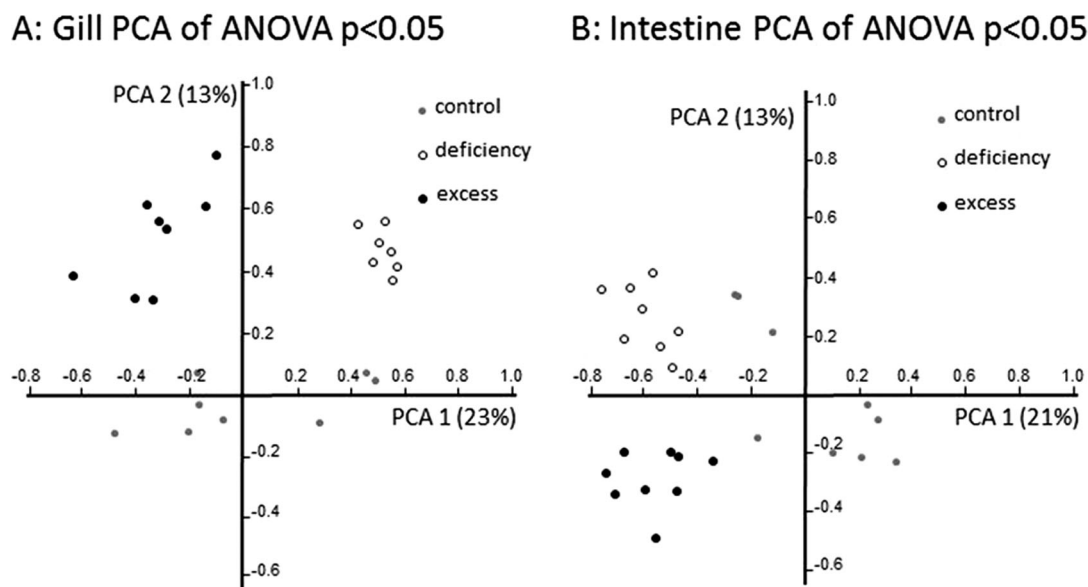 A: Gill PCA of ANOVA p<0.05
PCA 2 (13%)
1.0
0.8
0.6
0.4
0.2
-0.2
-0.4
-0.6
-0.8 -0.6 -0.4 -0.2 0.2 0.4 0.6 0.8 1.0
PCA 1 (23%)
control
deficiency
excess
B: Intestine PCA of ANOVA p<0.05
PCA 2 (13%)
1.0
0.8
0.6
0.4
0.2
-0.2
-0.4
-0.6
-0.8 -0.6 -0.4 -0.2 0.2 0.4 0.6 0.8 1.0
PCA 1 (21%)
control
deficiency
excess